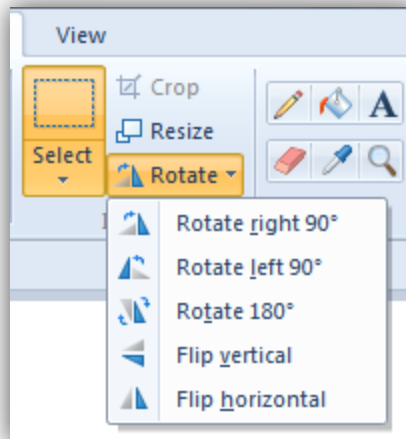 View
Crop
Resize
Select
Rotate
A
Rotate right 90°
Rotate left 90°
Rotate 180°
Flip vertical
Flip horizontal